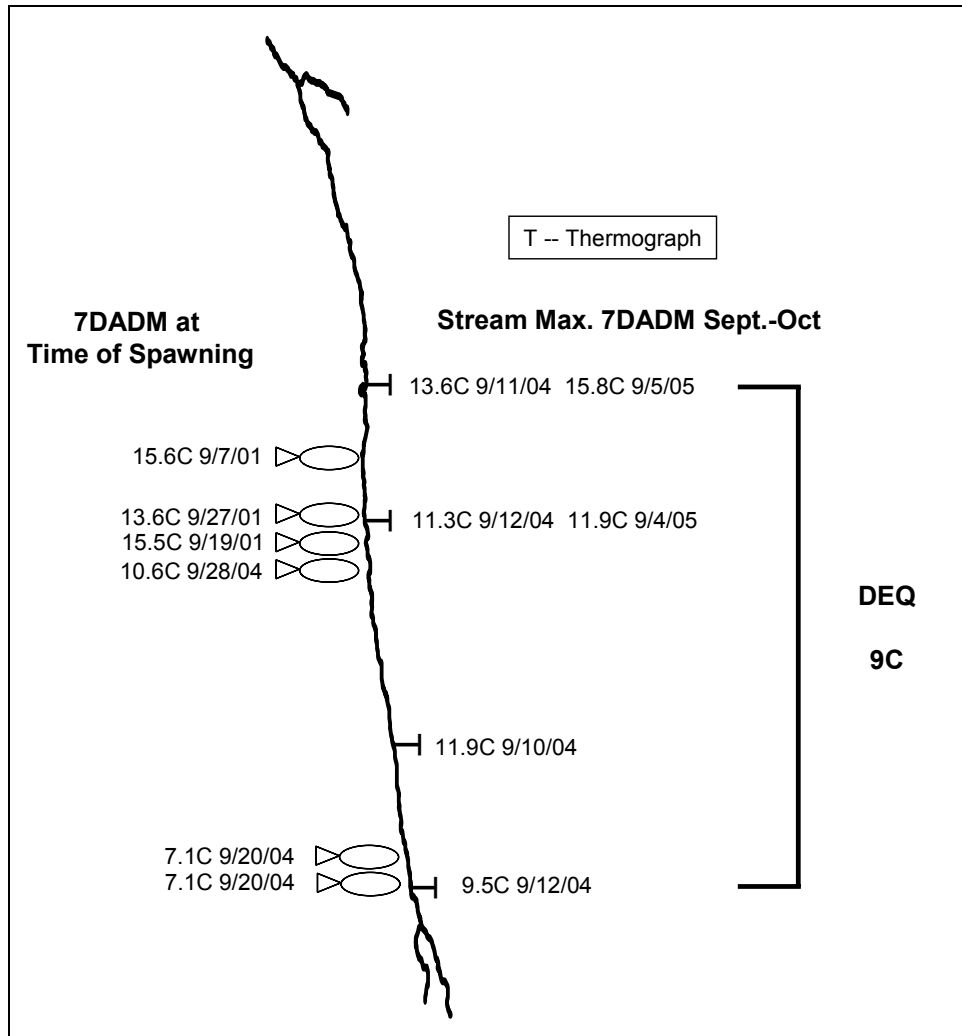 T -- Thermograph
7DADM at
Time of Spawning
Stream Max. 7DADM Sept.-Oct
13.6C 9/11/04 15.8C 9/5/05
15.6C 9/7/01
13.6C 9/27/01
11.3C 9/12/04 11.9C 9/4/05
15.5C 9/19/01
10.6C 9/28/04
DEQ
9C
11.9C 9/10/04
7.1C 9/20/04
7.1C 9/20/04
9.5C 9/12/04